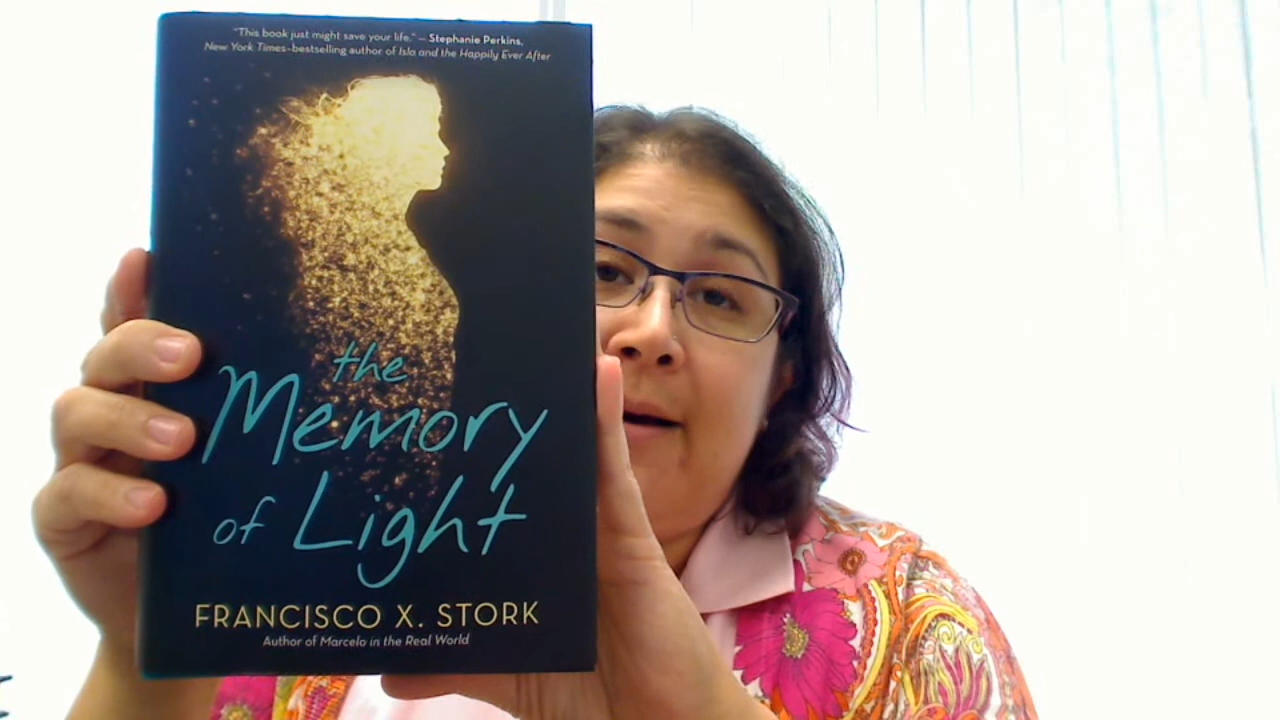 "This book just might save your life." — Stephanie Perkins,
New York Times-bestselling author of Isla and the Happily Ever After
the
Memory
of Light
FRANCISCO X. STORK
Author of Marcelo in the Real World